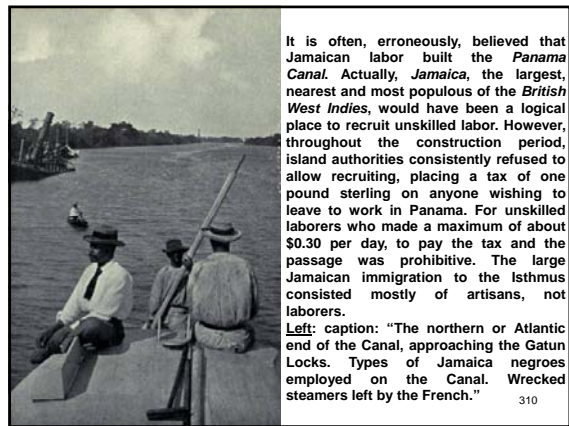 It is often, erroneously, believed that
Jamaican labor built the Panama
Canal. Actually, Jamaica, the largest,
nearest and most populous of the British
West Indies, would have been a logical
place to recruit unskilled labor. However,
throughout the construction period,
island authorities consistently refused to
allow recruiting, placing a tax of one
pound sterling on anyone wishing to
leave to work in Panama. For unskilled
laborers who made a maximum of about
$0.30 per day, to pay the tax and the
passage was prohibitive. The large
Jamaican immigration to the Isthmus
consisted mostly of artisans, not
laborers.
Left: caption: “The northern or Atlantic
end of the Canal, approaching the Gatun
Locks. Types of Jamaica negroes
employed on the Canal. Wrecked
steamers left by the French.”
310